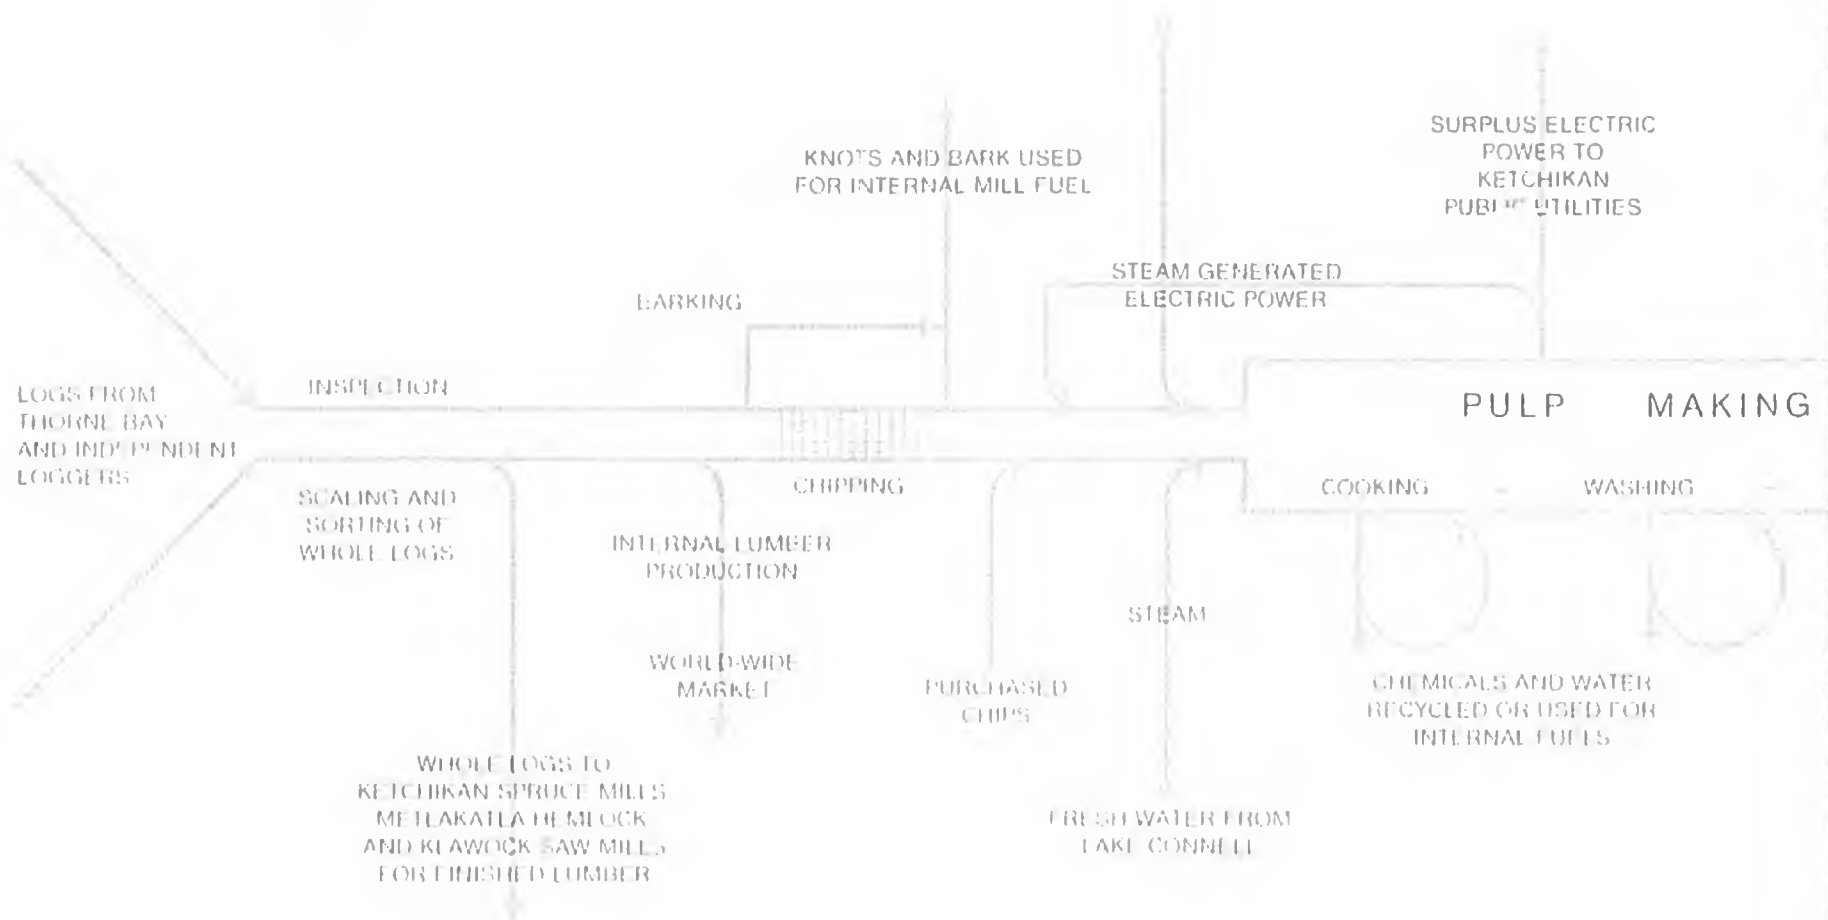 SURPLUS ELECTRIC
POWER TO
KETCHIKAN
PUBLIC UTILITIES
KNOTS AND BARK USED
FOR INTERNAL MILL FUEL
STEAM GENERATED
ELECTRIC POWER
BARKING
LOGS FROM
THORNE BAY
AND INDEPENDENT
LOGGERS
INSPECTION
PULP MAKING
SCALING AND
SORTING OF
WHOLE LOGS
CHIPPING
COOKING
WASHING
INTERNAL LUMBER
PRODUCTION
STEAM
WORLD-WIDE
MARKET
PURCHASED
CHIPS
CHEMICALS AND WATER
RECYCLED OR USED FOR
INTERNAL FUELS
WHOLE LOGS TO
KETCHIKAN SPRUCE MILLS
METLAKATLA HEMLOCK
AND KLAWOCK SAW MILLS
FOR FINISHED LUMBER
FRESH WATER FROM
LAKE CONNELL